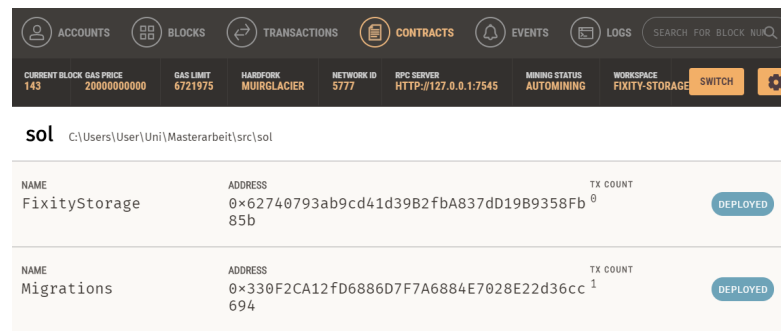 ACCOUNTS BLOCKS TRANSACTIONS CONTRACTS EVENTS LOGS SEARCH FOR BLOCK NU
CURRENT BLOCK GAS PRICE GAS LIMIT HARDFORK NETWORK ID RPC SERVER MINING STATUS WORKSPACE
143 20000000000 6721975 MUIRGLACIER 5777 HTTP://127.0.0.1:7545 AUTOMINING FIXITY-STORAGE SWITCH
sol C:\Users\User\Uni\Masterarbeit\src\sol
NAME ADDRESS TX COUNT
FixityStorage 0×62740793ab9cd41d39B2fbA837dD19B9358Fb 0 DEPLOYED
85b
NAME ADDRESS TX COUNT
Migrations 0×330F2CA12fD6886D7F7A6884E7028E22d36cc 1 DEPLOYED
694